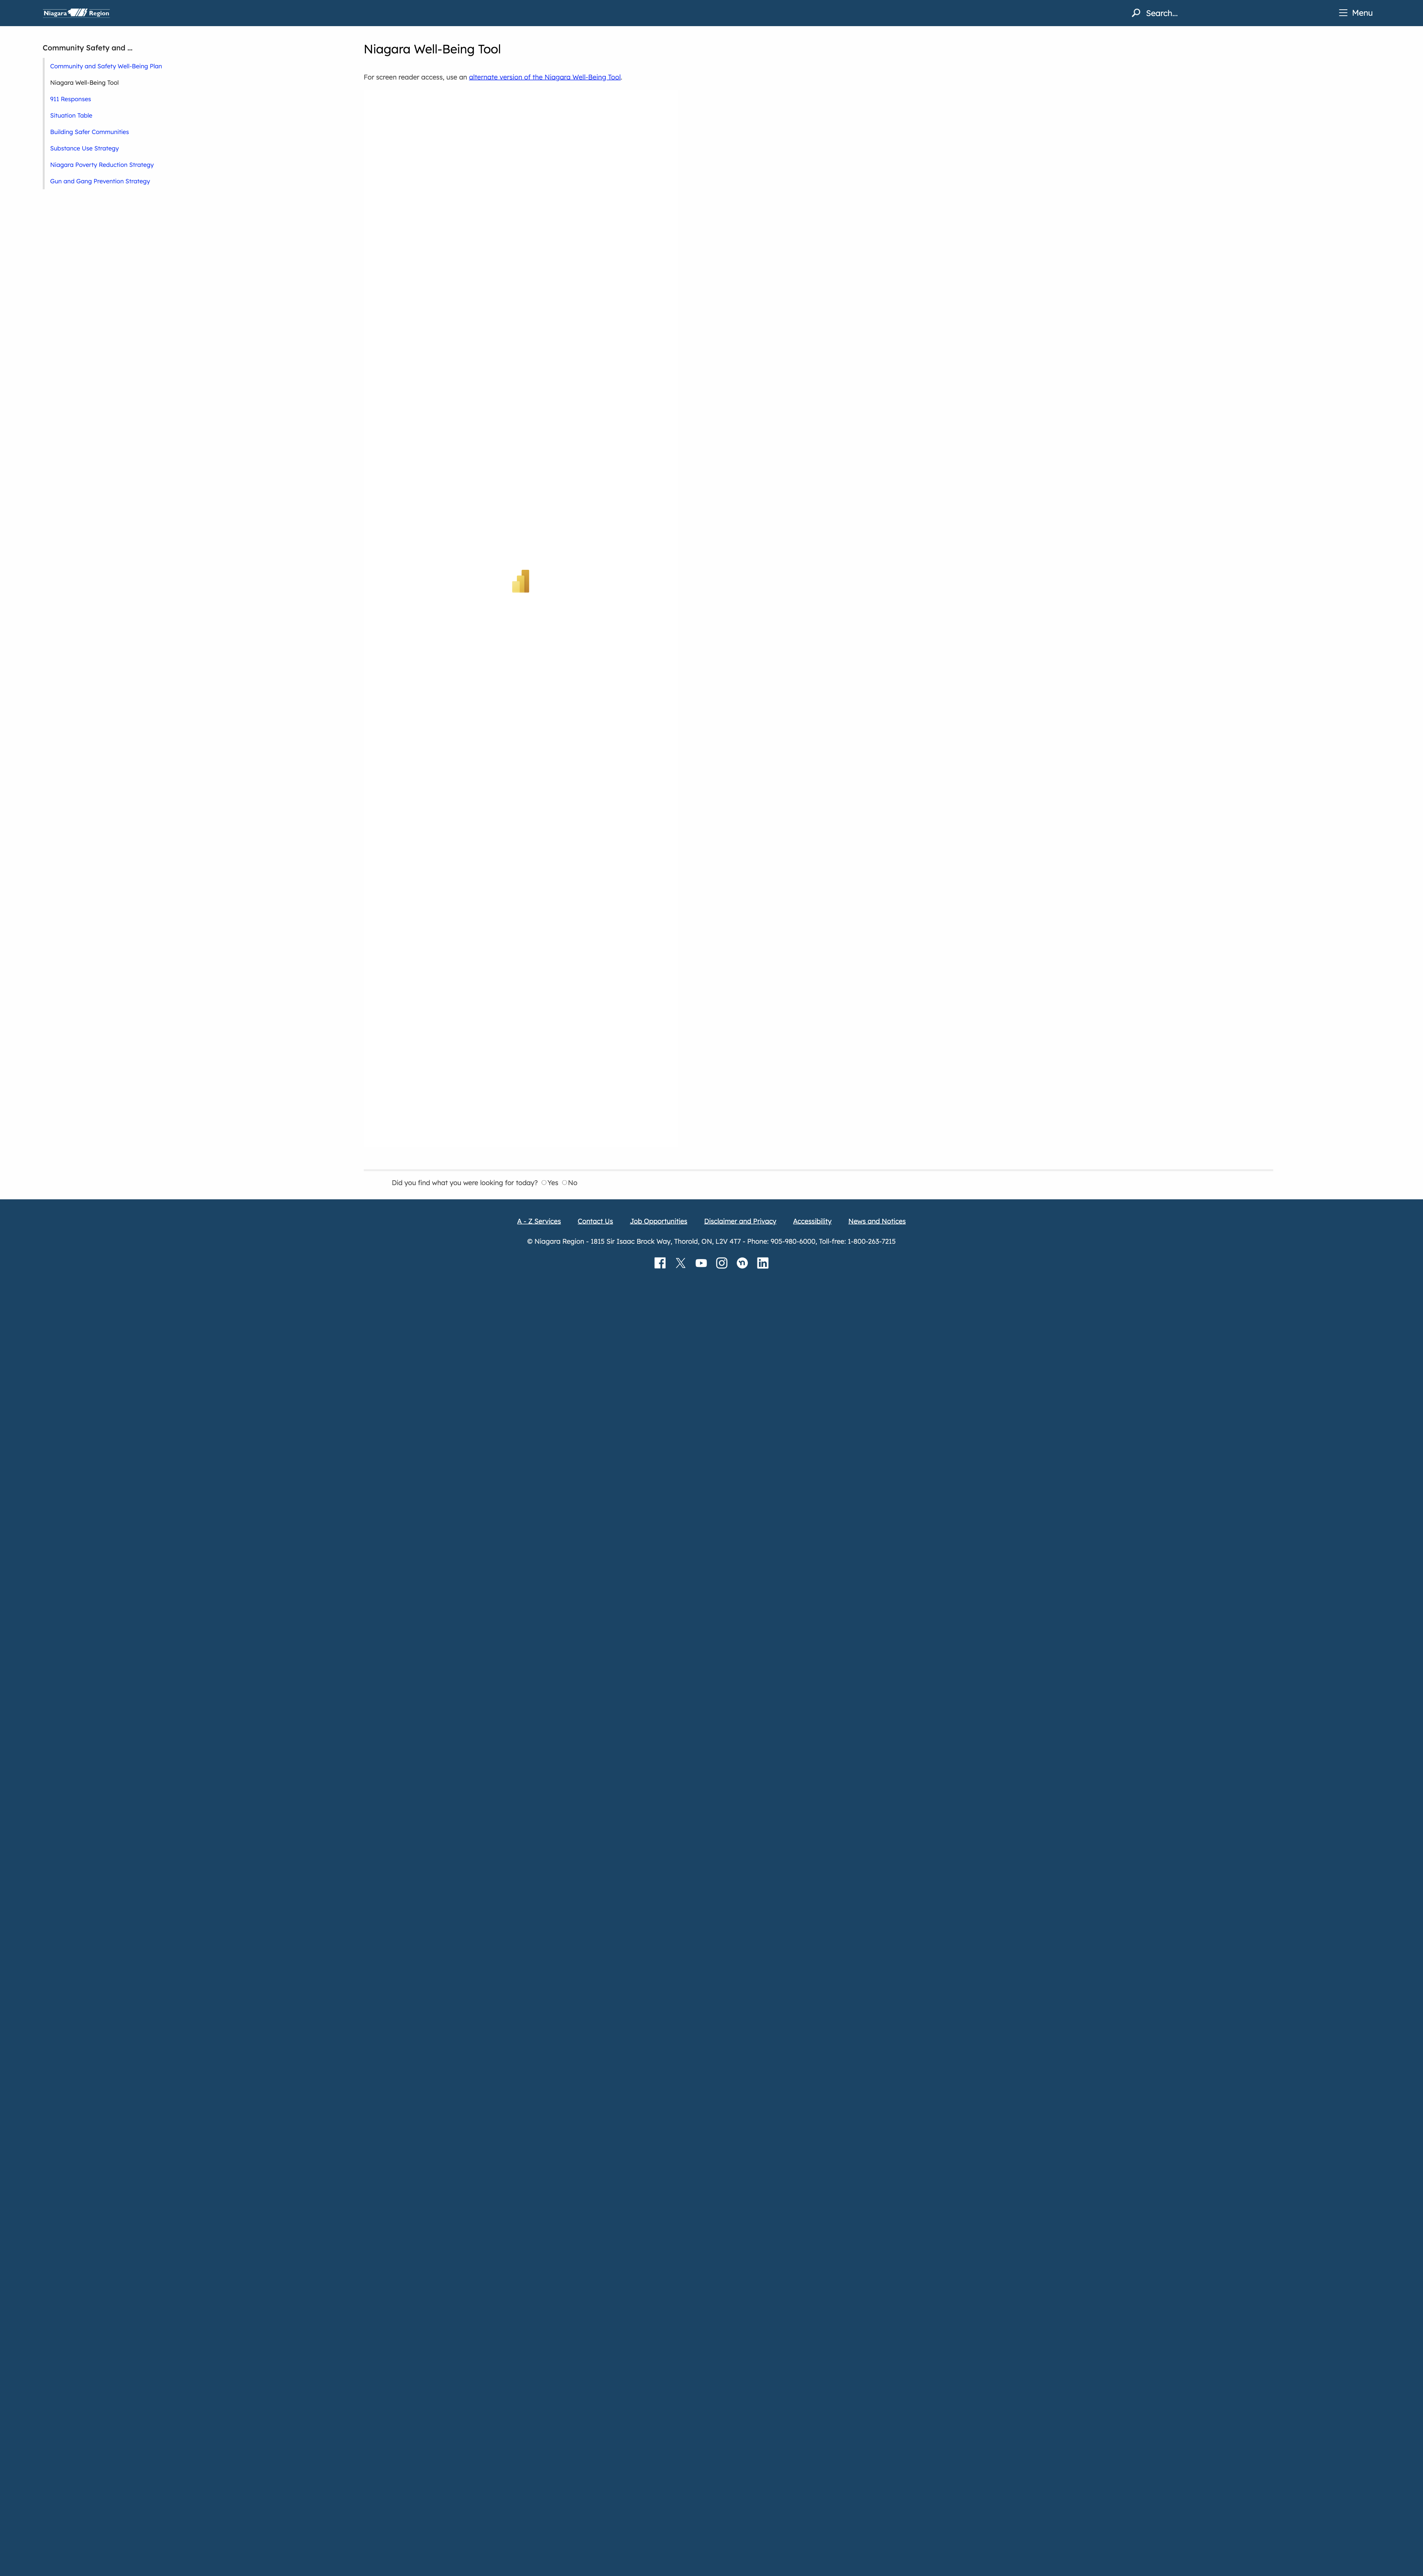 Niagara Region
Search...
Menu
Community Safety and ...
Community and Safety Well-Being Plan
Niagara Well-Being Tool
911 Responses
Situation Table
Building Safer Communities
Substance Use Strategy
Niagara Poverty Reduction Strategy
Gun and Gang Prevention Strategy
Niagara Well-Being Tool
For screen reader access, use an alternate version of the Niagara Well-Being Tool.
Did you find what you were looking for today? Yes No
A - Z Services Contact Us Job Opportunities Disclaimer and Privacy Accessibility News and Notices
© Niagara Region - 1815 Sir Isaac Brock Way, Thorold, ON, L2V 4T7 - Phone: 905-980-6000, Toll-free: 1-800-263-7215